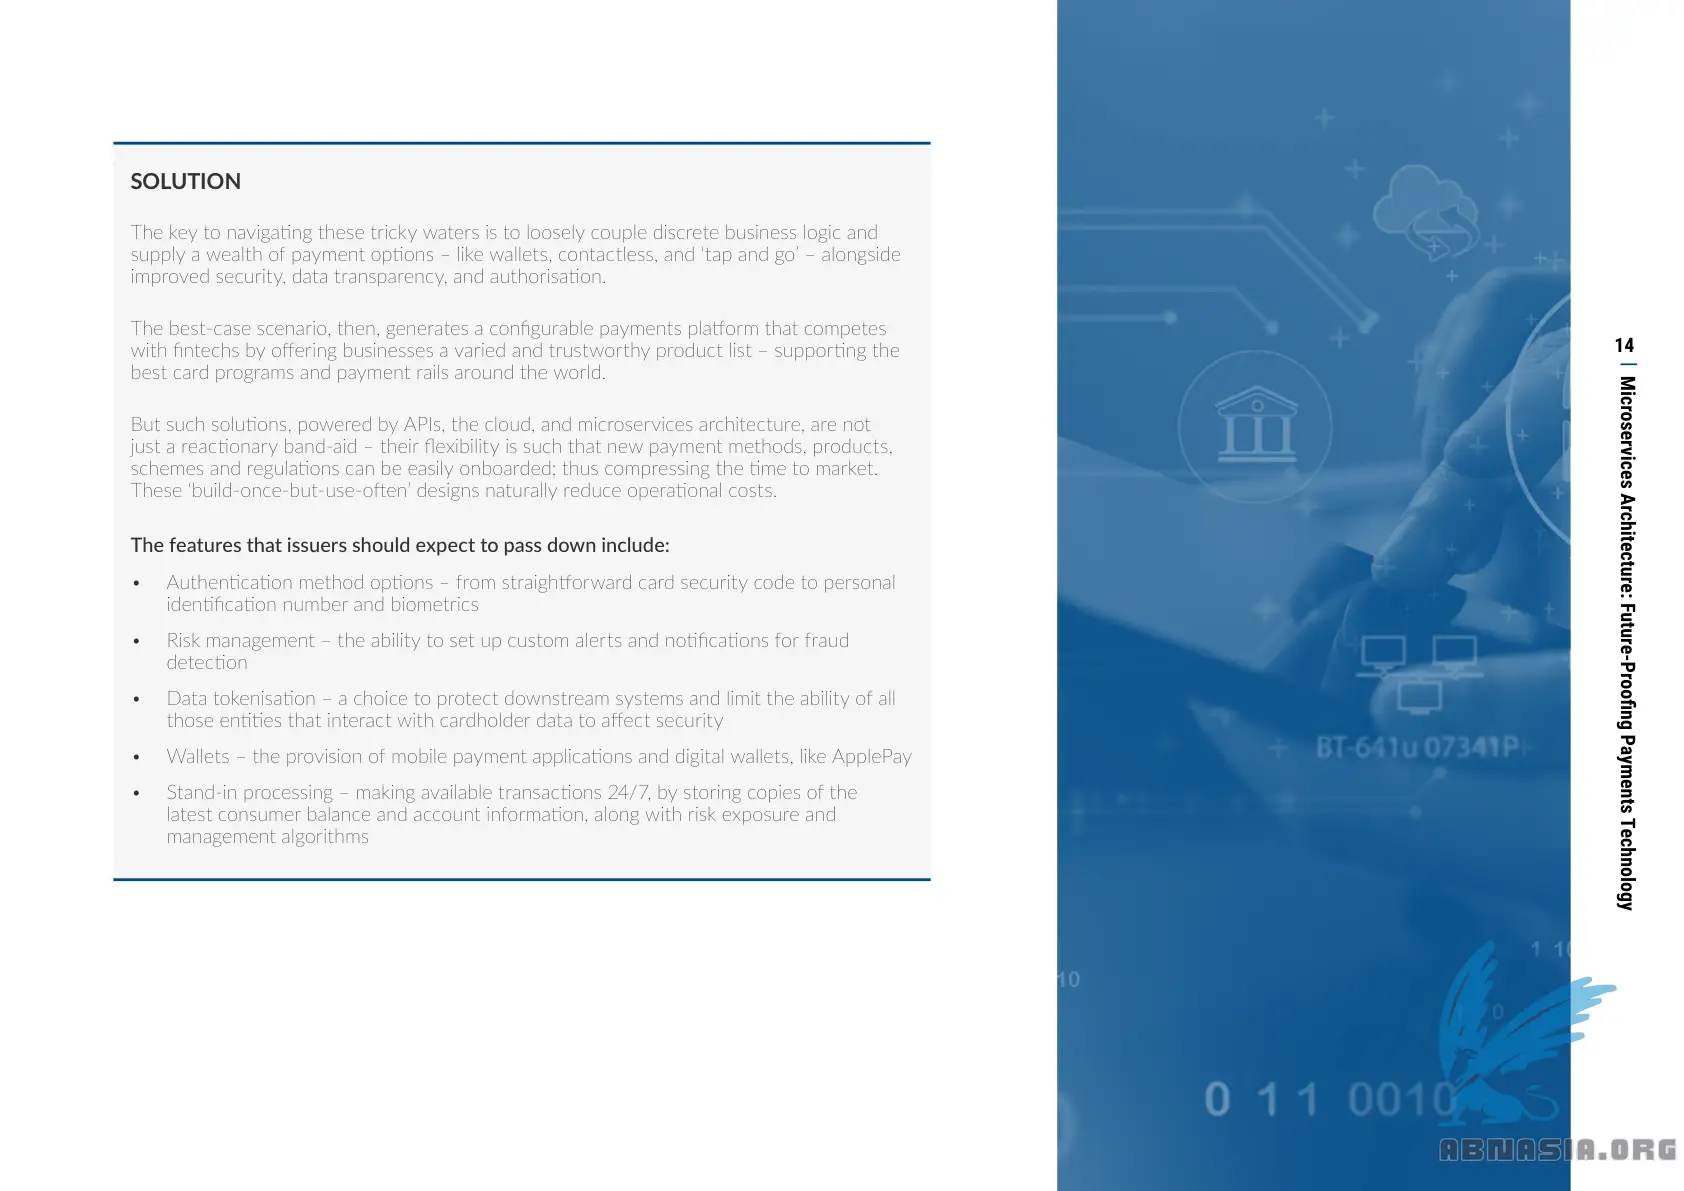 SOLUTION
The key to navigating these tricky waters is to loosely couple discrete business logic and
supply a wealth of payment options – like wallets, contactless, and ‘tap and go’ – alongside
improved security, data transparency, and authorisation.
The best-case scenario, then, generates a configurable payments platform that competes
with fintechs by offering businesses a varied and trustworthy product list – supporting the
best card programs and payment rails around the world.
But such solutions, powered by APIs, the cloud, and microservices architecture, are not
just a reactionary band-aid – their flexibility is such that new payment methods, products,
schemes and regulations can be easily onboarded; thus compressing the time to market.
These ‘build-once-but-use-often’ designs naturally reduce operational costs.
The features that issuers should expect to pass down include:
• Authentication method options – from straightforward card security code to personal
identification number and biometrics
• Risk management – the ability to set up custom alerts and notifications for fraud
detection
• Data tokenisation – a choice to protect downstream systems and limit the ability of all
those entities that interact with cardholder data to affect security
• Wallets – the provision of mobile payment applications and digital wallets, like ApplePay
• Stand-in processing – making available transactions 24/7, by storing copies of the
latest consumer balance and account information, along with risk exposure and
management algorithms
BT-641u 07341P
1 10
10
0
0 1 1 0010
14 | Microservices Architecture: Future-Proofing Payments Technology
ABMASIA.ORG